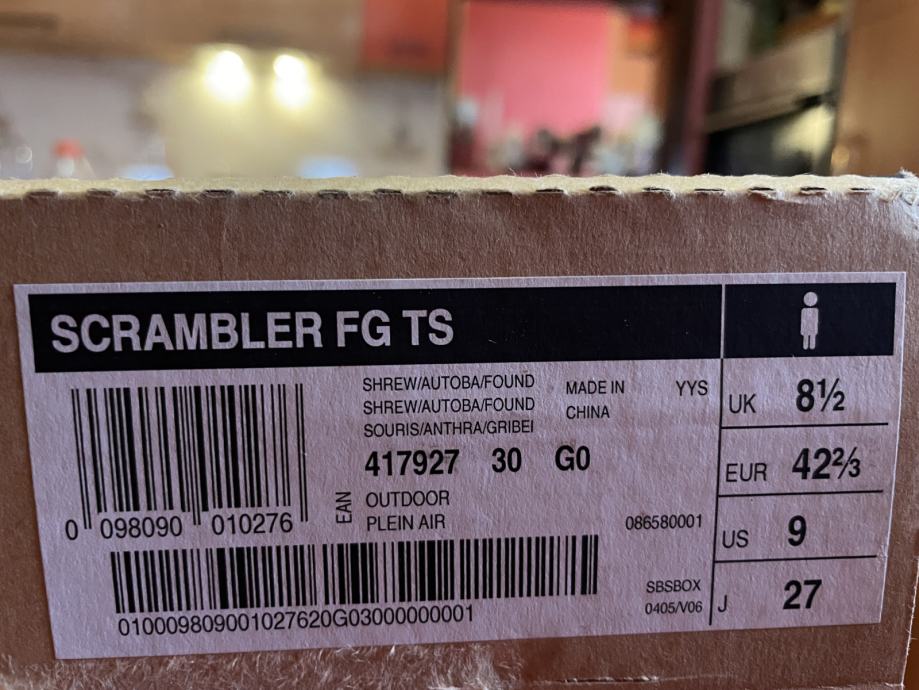 SCRAMBLER FG TS
SHREW/AUTOBA/FOUND
SHREW/AUTOBA/FOUND
SOURIS/ANTHRA/GRIBEI
MADE IN
CHINA
YYS
417927 30 G0
EAN
OUTDOOR
PLEIN AIR
086580001
0 098090 010276
SBSBOX
0405/V06
010009809001027620G03000000001
UK 8½
EUR 42⅔
US 9
J 27